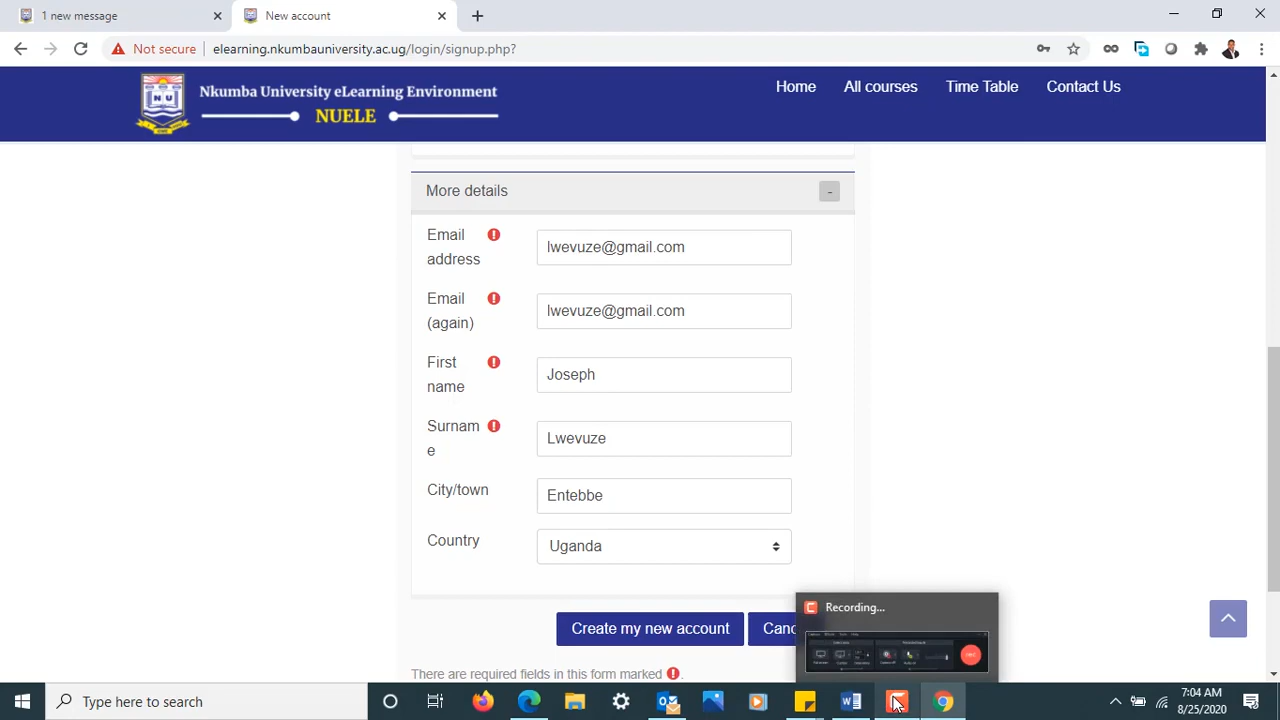 1 new message
New account
Not secure
elearning.nkumbauniversity.ac.ug/login/signup.php?
Nkumba University eLearning Environment
NUELE
Home
All courses
Time Table
Contact Us
More details
-
Email
address
lwevuze@gmail.com
Email
(again)
lwevuze@gmail.com
First
name
Joseph
Surnam
e
Lwevuze
City/town
Entebbe
Country
Uganda
Create my new account
Canc
There are required fields in this form marked
Recording...
rec
Type here to search
7:04 AM
8/25/2020